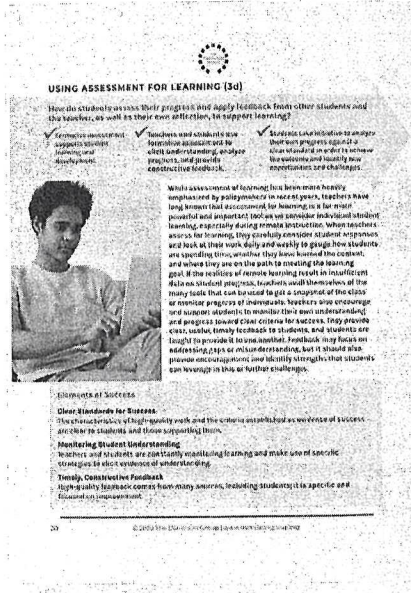 USING ASSESSMENT FOR LEARNING (3d)
How do students assess their progress and apply feedback from other students and
the teacher, as well as their own reflection, to support learning?
Formative assessment
supports student
learning and
development.
Teachers and students use
formative assessment to
elicit understanding, analyze
progress, and provide
constructive feedback.
Students take initiative to analyze
their own progress against a
clear standard in order to achieve
the outcome and identify new
opportunities and challenges.
While assessment of learning has been more heavily
emphasized by policymakers in recent years, teachers have
long known that assessment for learning is a far more
powerful and important tool as we consider individual student
learning, especially during remote instruction. When teachers
assess for learning, they carefully consider student responses
and look at their work daily and weekly to gauge how students
are spending time, whether they have learned the content,
and where they are on the path to meeting the learning
goal. If the realities of remote learning result in insufficient
data on student progress, teachers avail themselves of the
many tools that can be used to get a snapshot of the class
or monitor progress of individuals. Teachers also encourage
and support students to monitor their own understanding
and progress toward clear criteria for success. They provide
clear, useful, timely feedback to students, and students are
taught to provide it to one another. Feedback may focus on
addressing gaps or misunderstanding, but it should also
provide encouragement and identify strengths that students
can leverage in this or further challenges.
Elements of Success
Clear Standards for Success
The characteristics of high-quality work and the criteria established as evidence of success
are clear to students and those supporting them.
Monitoring Student Understanding
Teachers and students are constantly monitoring learning and make use of specific
strategies to elicit evidence of understanding.
Timely, Constructive Feedback
High-quality feedback comes from many sources, including students; it is specific and
focused on improvement.